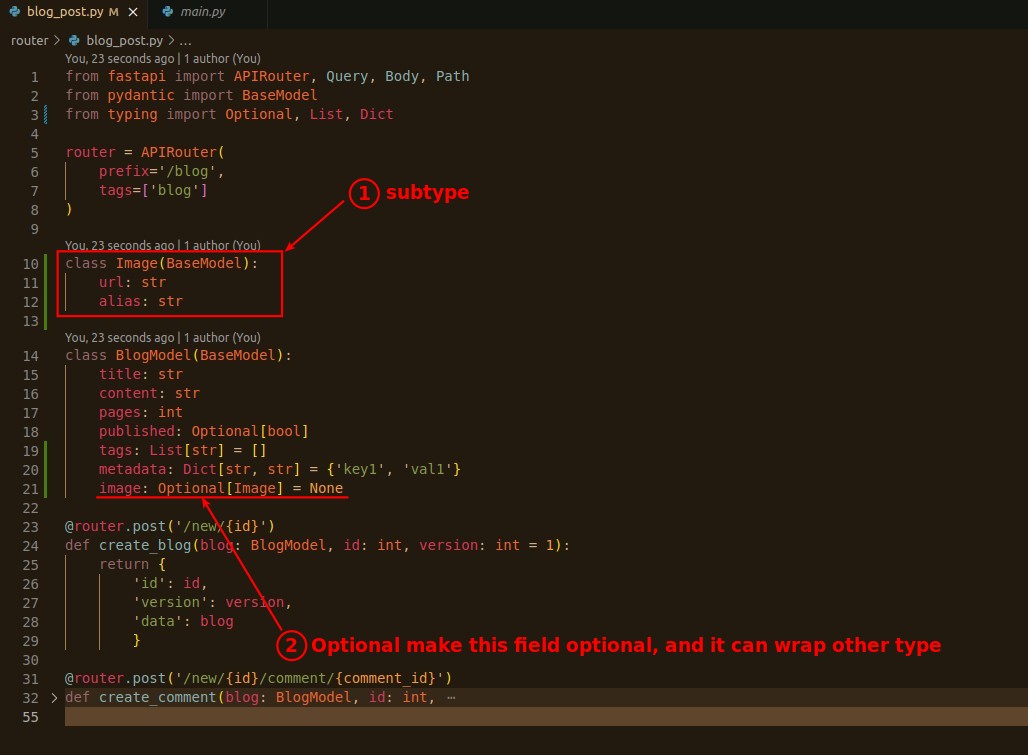 blog_post.py M ×
main.py
router > blog_post.py > ...
You, 23 seconds ago | 1 author (You)
1 from fastapi import APIRouter, Query, Body, Path
2 from pydantic import BaseModel
3 from typing import Optional, List, Dict
4
5 router = APIRouter(
6     prefix='/blog',
7     tags=['blog']
8 )
9
① subtype
You, 23 seconds ago | 1 author (You)
10 class Image(BaseModel):
11     url: str
12     alias: str
13
You, 23 seconds ago | 1 author (You)
14 class BlogModel(BaseModel):
15     title: str
16     content: str
17     pages: int
18     published: Optional[bool]
19     tags: List[str] = []
20     metadata: Dict[str, str] = {'key1', 'val1'}
21     image: Optional[Image] = None
22
23 @router.post('/new/{id}')
24 def create_blog(blog: BlogModel, id: int, version: int = 1):
25     return {
26         'id': id,
27         'version': version,
28         'data': blog
29         }
② Optional make this field optional, and it can wrap other type
30
31 @router.post('/new/{id}/comment/{comment_id}')
32 > def create_comment(blog: BlogModel, id: int, ⋯
55